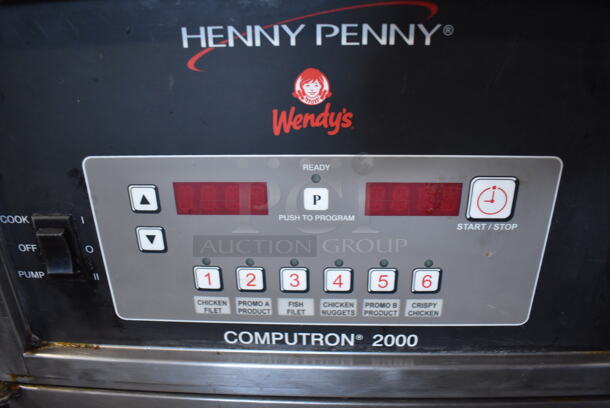 HENNY PENNY®
Wendy's
READY
P
PUSH TO PROGRAM
START / STOP
COOK I
OFF O
PUMP II
PCI
AUCTION GROUP
1 2 3 4 5 6
CHICKEN FILET PROMO A PRODUCT FISH FILET CHICKEN NUGGETS PROMO B PRODUCT CRISPY CHICKEN
COMPUTRON® 2000